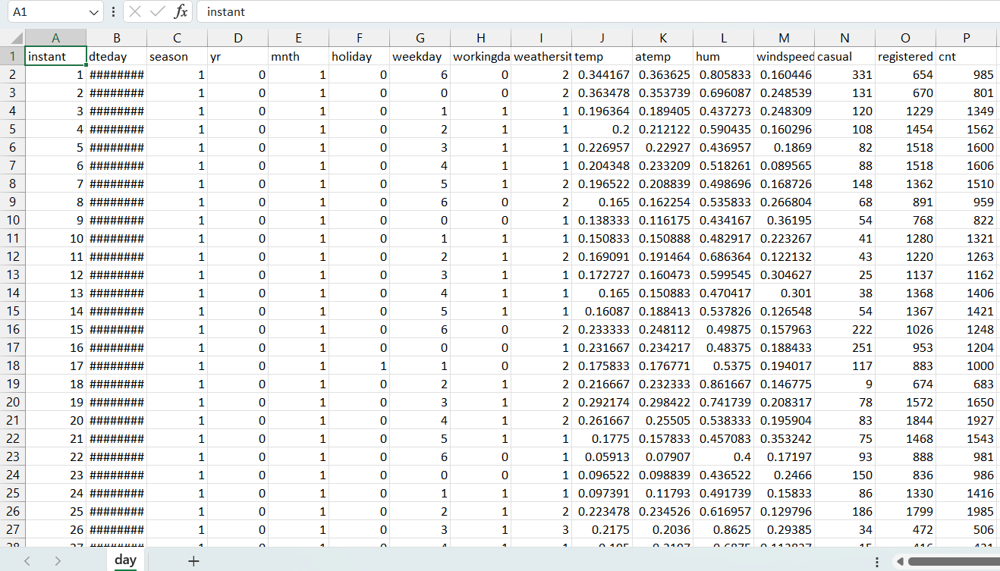 A1 fx instant
A B C D E F G H I J K L M N O P
1 instant dteday season yr mnth holiday weekday workingda weathersit temp atemp hum windspeed casual registered cnt
2 1 ######## 1 0 1 0 6 0 2 0.344167 0.363625 0.805833 0.160446 331 654 985
3 2 ######## 1 0 1 0 0 0 2 0.363478 0.353739 0.696087 0.248539 131 670 801
4 3 ######## 1 0 1 0 1 1 1 0.196364 0.189405 0.437273 0.248309 120 1229 1349
5 4 ######## 1 0 1 0 2 1 1 0.2 0.212122 0.590435 0.160296 108 1454 1562
6 5 ######## 1 0 1 0 3 1 1 0.226957 0.22927 0.436957 0.1869 82 1518 1600
7 6 ######## 1 0 1 0 4 1 1 0.204348 0.233209 0.518261 0.089565 88 1518 1606
8 7 ######## 1 0 1 0 5 1 2 0.196522 0.208839 0.498696 0.168726 148 1362 1510
9 8 ######## 1 0 1 0 6 0 2 0.165 0.162254 0.535833 0.266804 68 891 959
10 9 ######## 1 0 1 0 0 0 1 0.138333 0.116175 0.434167 0.36195 54 768 822
11 10 ######## 1 0 1 0 1 1 1 0.150833 0.150888 0.482917 0.223267 41 1280 1321
12 11 ######## 1 0 1 0 2 1 2 0.169091 0.191464 0.686364 0.122132 43 1220 1263
13 12 ######## 1 0 1 0 3 1 1 0.172727 0.160473 0.599545 0.304627 25 1137 1162
14 13 ######## 1 0 1 0 4 1 1 0.165 0.150883 0.470417 0.301 38 1368 1406
15 14 ######## 1 0 1 0 5 1 1 0.16087 0.188413 0.537826 0.126548 54 1367 1421
16 15 ######## 1 0 1 0 6 0 2 0.233333 0.248112 0.49875 0.157963 222 1026 1248
17 16 ######## 1 0 1 0 0 0 1 0.231667 0.234217 0.48375 0.188433 251 953 1204
18 17 ######## 1 0 1 1 1 0 2 0.175833 0.176771 0.5375 0.194017 117 883 1000
19 18 ######## 1 0 1 0 2 1 2 0.216667 0.232333 0.861667 0.146775 9 674 683
20 19 ######## 1 0 1 0 3 1 2 0.292174 0.298422 0.741739 0.208317 78 1572 1650
21 20 ######## 1 0 1 0 4 1 2 0.261667 0.25505 0.538333 0.195904 83 1844 1927
22 21 ######## 1 0 1 0 5 1 1 0.1775 0.157833 0.457083 0.353242 75 1468 1543
23 22 ######## 1 0 1 0 6 0 1 0.05913 0.07907 0.4 0.17197 93 888 981
24 23 ######## 1 0 1 0 0 0 1 0.096522 0.098839 0.436522 0.2466 150 836 986
25 24 ######## 1 0 1 0 1 1 1 0.097391 0.11793 0.491739 0.15833 86 1330 1416
26 25 ######## 1 0 1 0 2 1 2 0.223478 0.234526 0.616957 0.129796 186 1799 1985
27 26 ######## 1 0 1 0 3 1 3 0.2175 0.2036 0.8625 0.29385 34 472 506
day